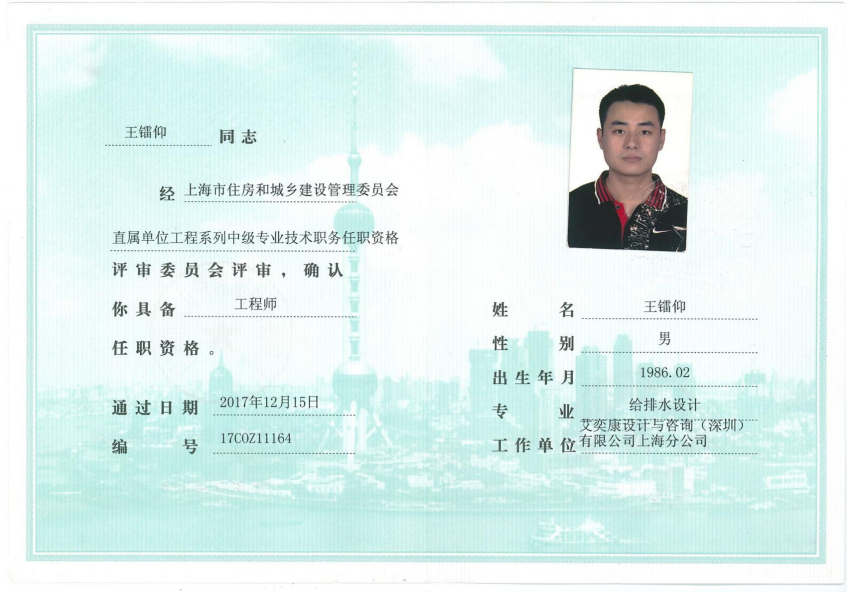 王镭仰 同志
经 上海市住房和城乡建设管理委员会
直属单位工程系列中级专业技术职务任职资格
评审委员会评审，确认
你具备 工程师
任职资格。
通过日期 2017年12月15日
编号 17C0Z11164
姓名 王镭仰
性别 男
出生年月 1986.02
专业 给排水设计
工作单位 艾奕康设计与咨询（深圳）
有限公司上海分公司